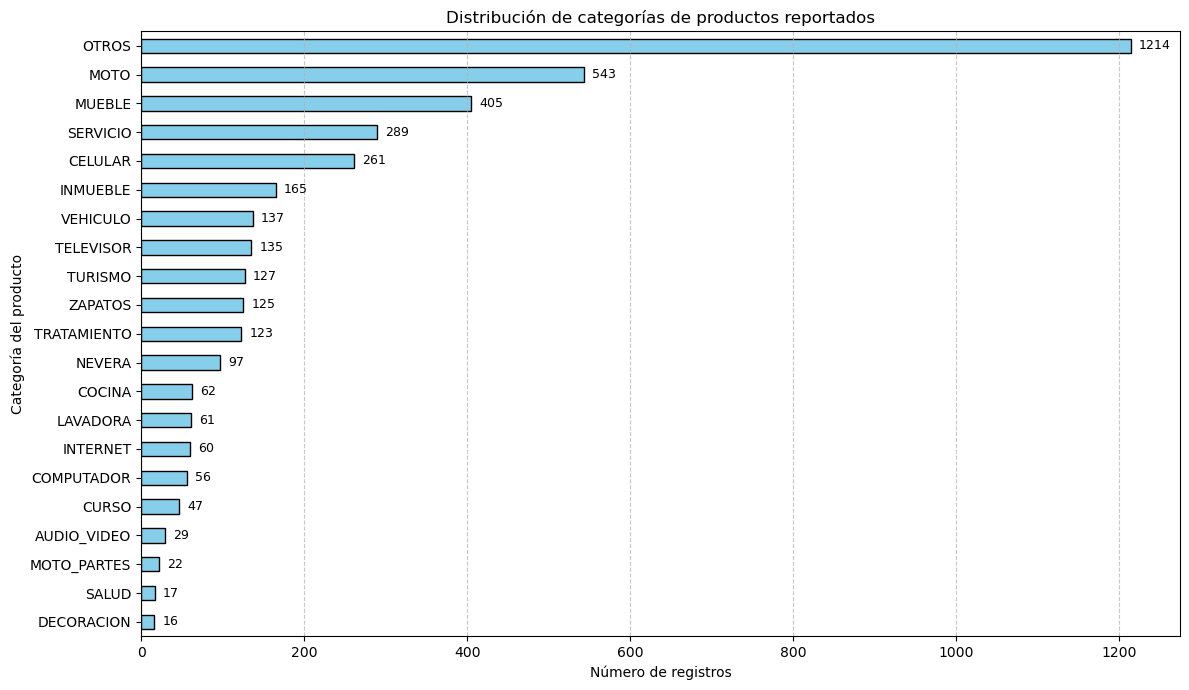 Distribución de categorías de productos reportados
Categoría del producto
OTROS 1214
MOTO 543
MUEBLE 405
SERVICIO 289
CELULAR 261
INMUEBLE 165
VEHICULO 137
TELEVISOR 135
TURISMO 127
ZAPATOS 125
TRATAMIENTO 123
NEVERA 97
COCINA 62
LAVADORA 61
INTERNET 60
COMPUTADOR 56
CURSO 47
AUDIO_VIDEO 29
MOTO_PARTES 22
SALUD 17
DECORACION 16
0 200 400 600 800 1000 1200
Número de registros